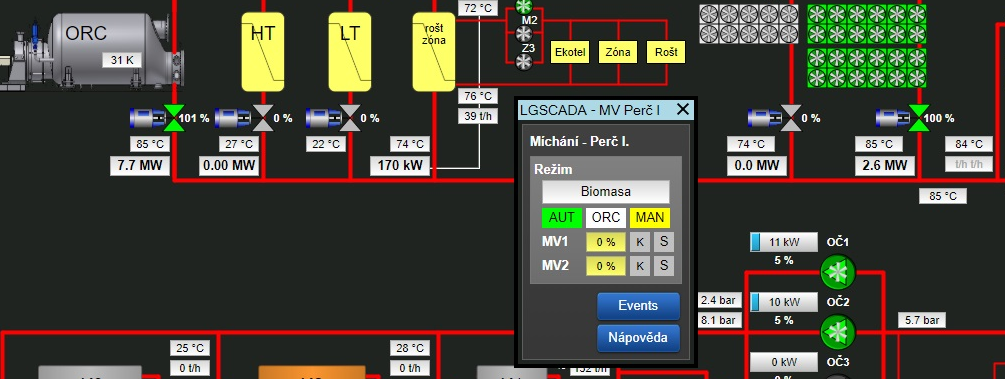 72 °C
M2
Z3
ORC
31 K
HT
LT
rošt
zóna
Ekotel
Zóna
Rošt
76 °C
39 t/h
101 %
0 %
0 %
0 %
100 %
85 °C
27 °C
22 °C
74 °C
74 °C
85 °C
84 °C
7.7 MW
0.00 MW
170 kW
0.0 MW
2.6 MW
t/h t/h
85 °C
LGSCADA - MV Perč I
Míchání - Perč I.
Režim
Biomasa
AUT
ORC
MAN
MV1
0 %
K
S
MV2
0 %
K
S
Events
Nápověda
11 kW
OČ1
5 %
10 kW
OČ2
5 %
2.4 bar
8.1 bar
5.7 bar
0 kW
OČ3
25 °C
0 t/h
28 °C
0 t/h
132 t/h